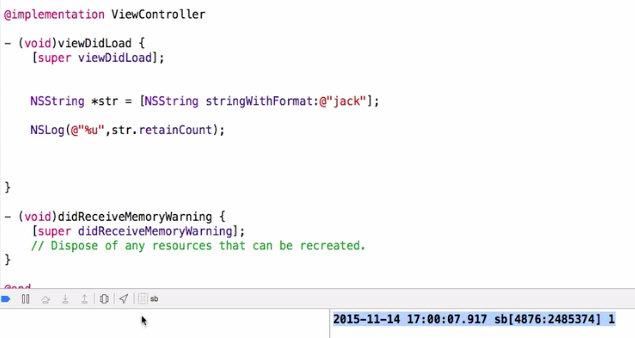 @implementation ViewController
- (void)viewDidLoad {
[super viewDidLoad];
NSString *str = [NSString stringWithFormat:@"jack"];
NSLog(@"%u",str.retainCount);
}
- (void)didReceiveMemoryWarning {
[super didReceiveMemoryWarning];
// Dispose of any resources that can be recreated.
}
@end
sb
2015-11-14 17:00:07.917 sb[4876:2485374] 1